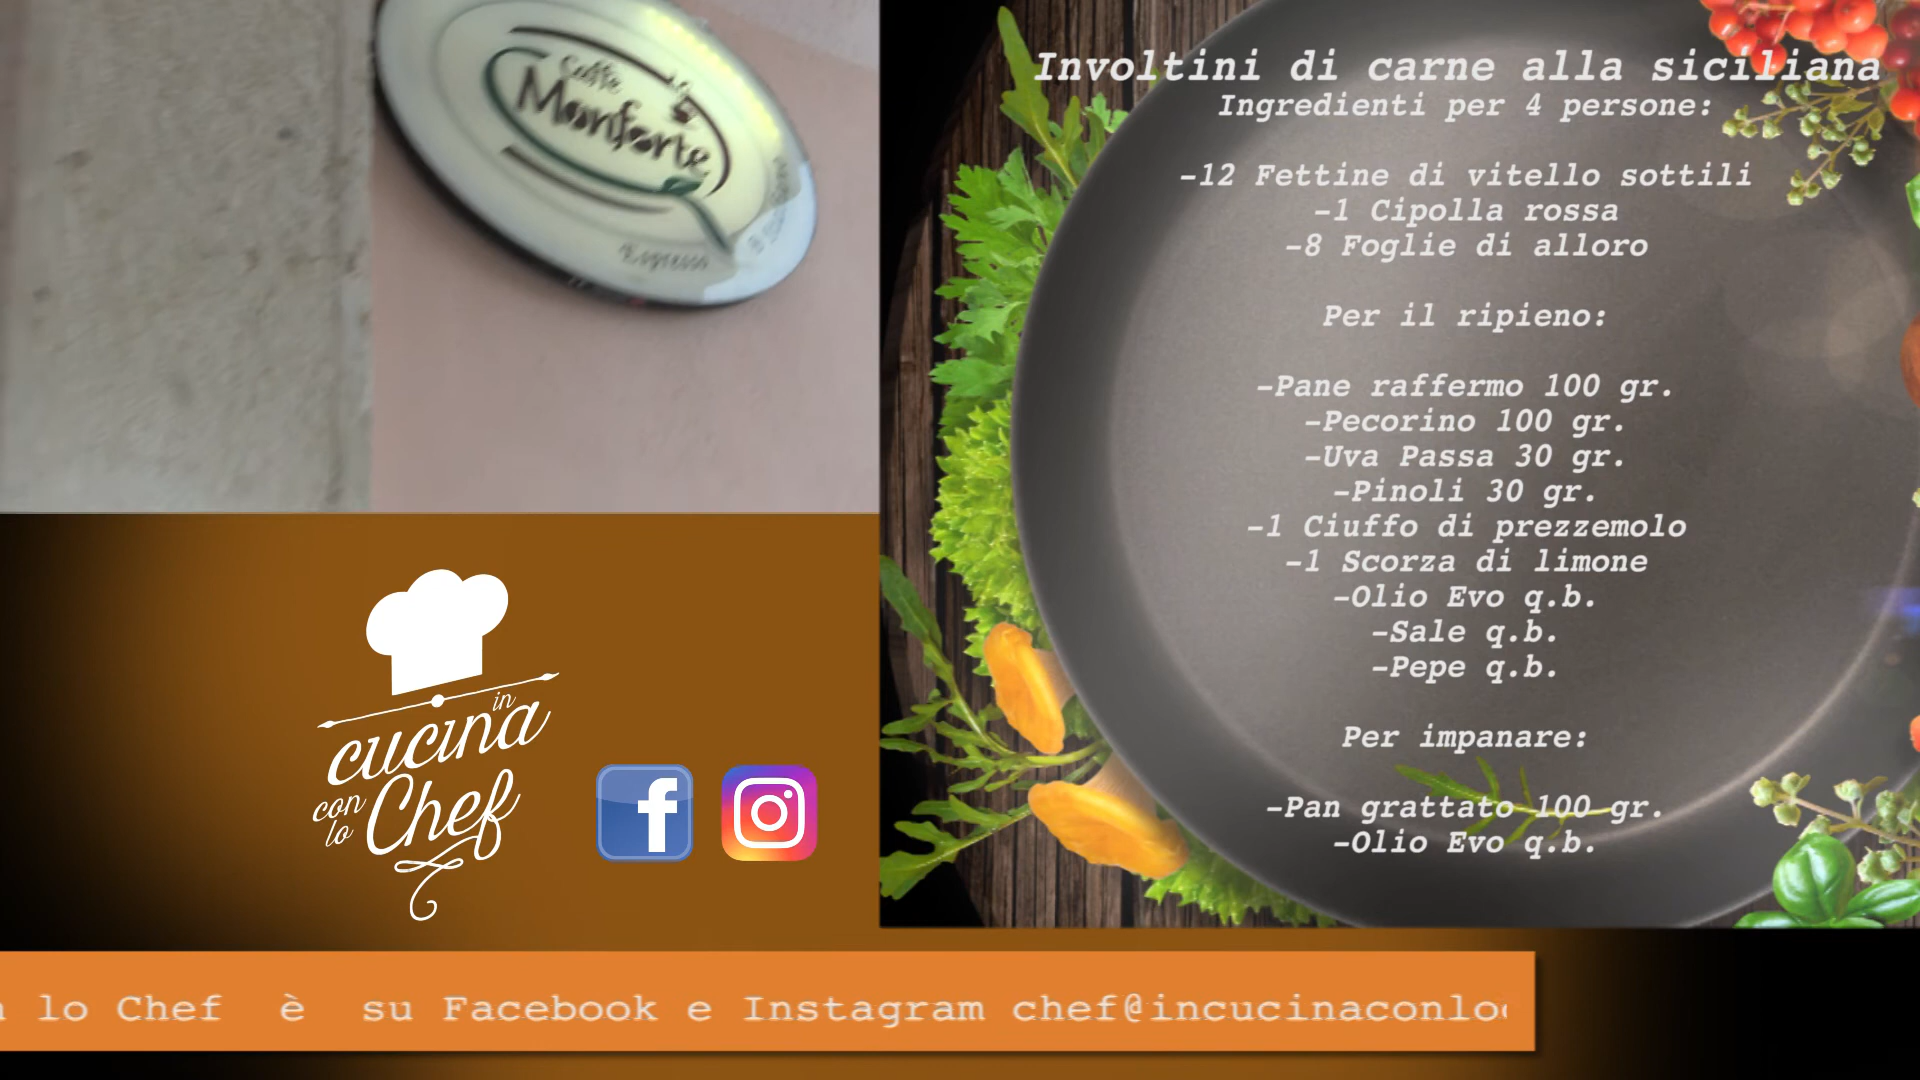 Caffè
Monforte
Espresso
Involtini di carne alla siciliana
Ingredienti per 4 persone:
-12 Fettine di vitello sottili
-1 Cipolla rossa
-8 Foglie di alloro
Per il ripieno:
-Pane raffermo 100 gr.
-Pecorino 100 gr.
-Uva Passa 30 gr.
-Pinoli 30 gr.
-1 Ciuffo di prezzemolo
-1 Scorza di limone
-Olio Evo q.b.
-Sale q.b.
-Pepe q.b.
Per impanare:
-Pan grattato 100 gr.
-Olio Evo q.b.
in
cucina
con
lo
Chef
f
lo Chef è su Facebook e Instagram chef@incucinaconlo